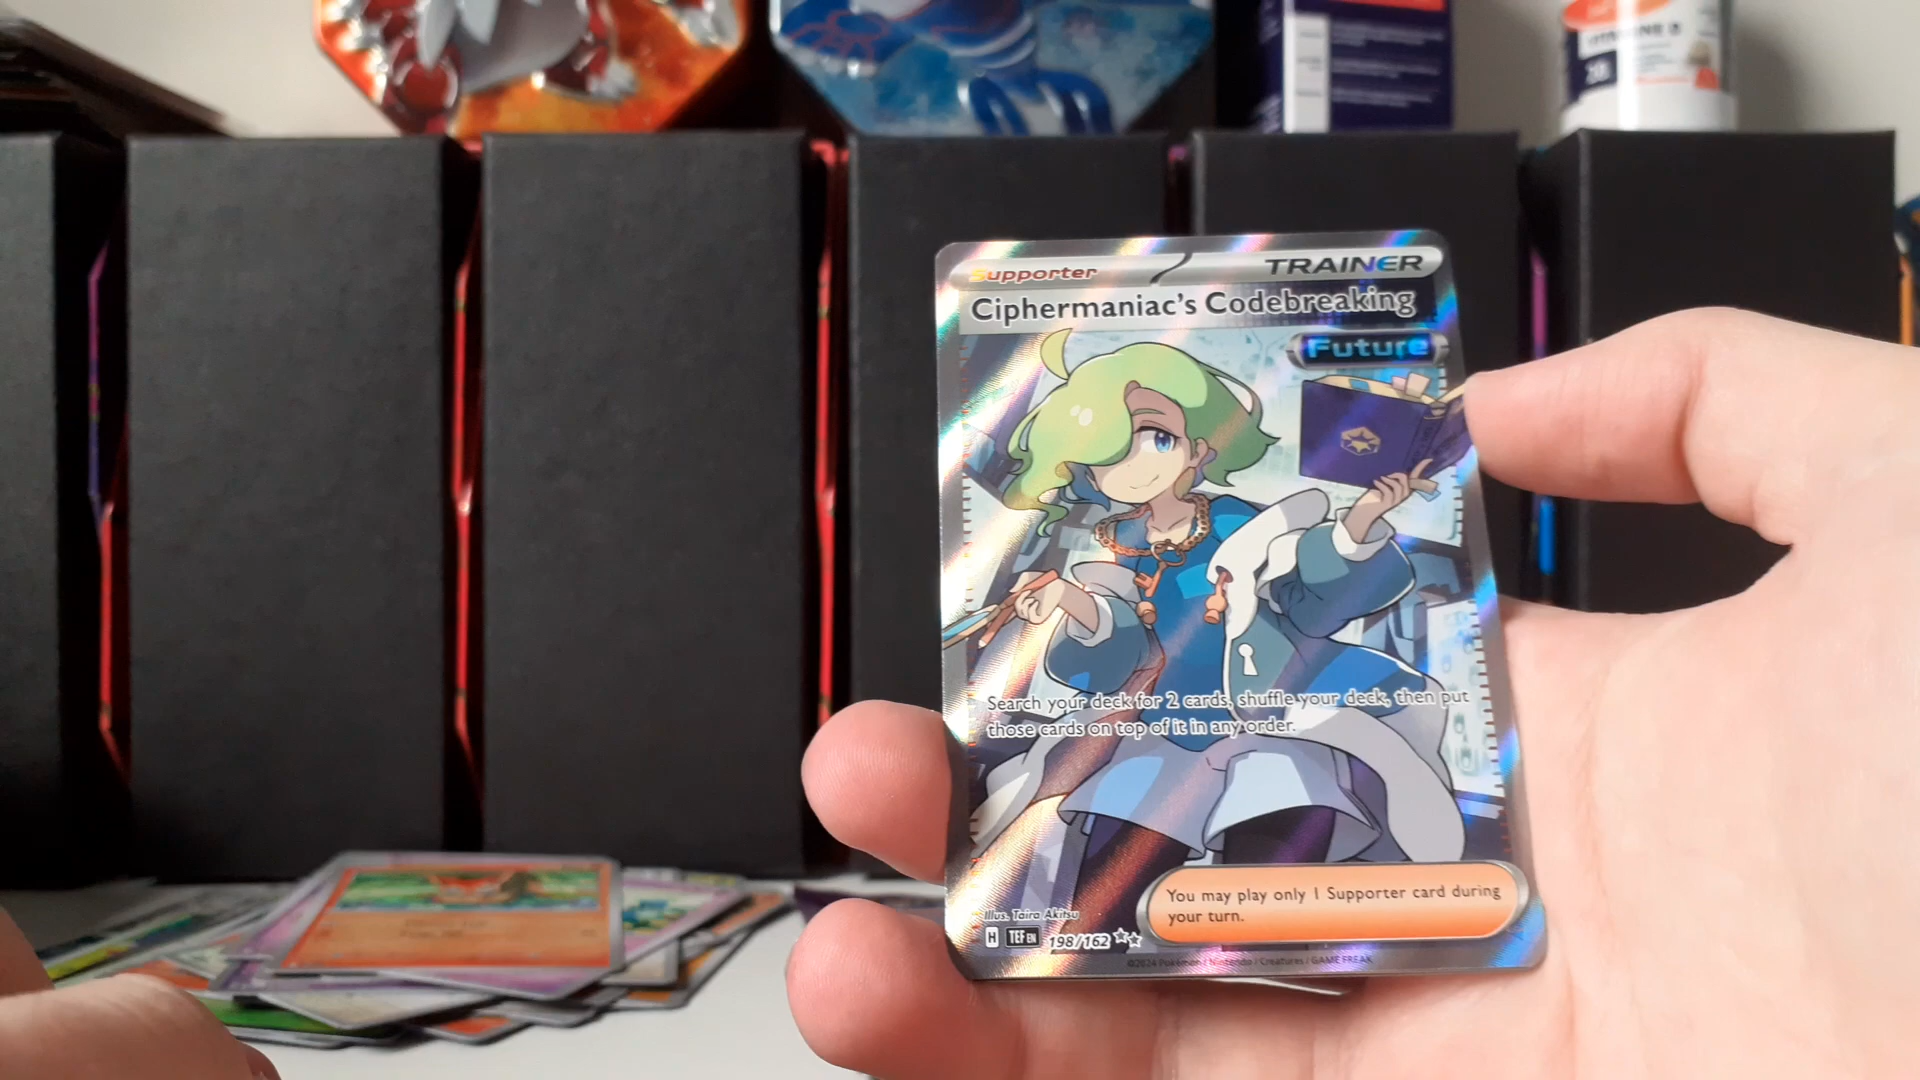 Supporter
TRAINER
Ciphermaniac's Codebreaking
Future
Search your deck for 2 cards, shuffle your deck, then put
those cards on top of it in any order.
You may play only 1 Supporter card during
your turn.
Illus. Taira Akitsu
H TEF EN 198/162
©2024 Pokémon / Nintendo / Creatures / GAME FREAK